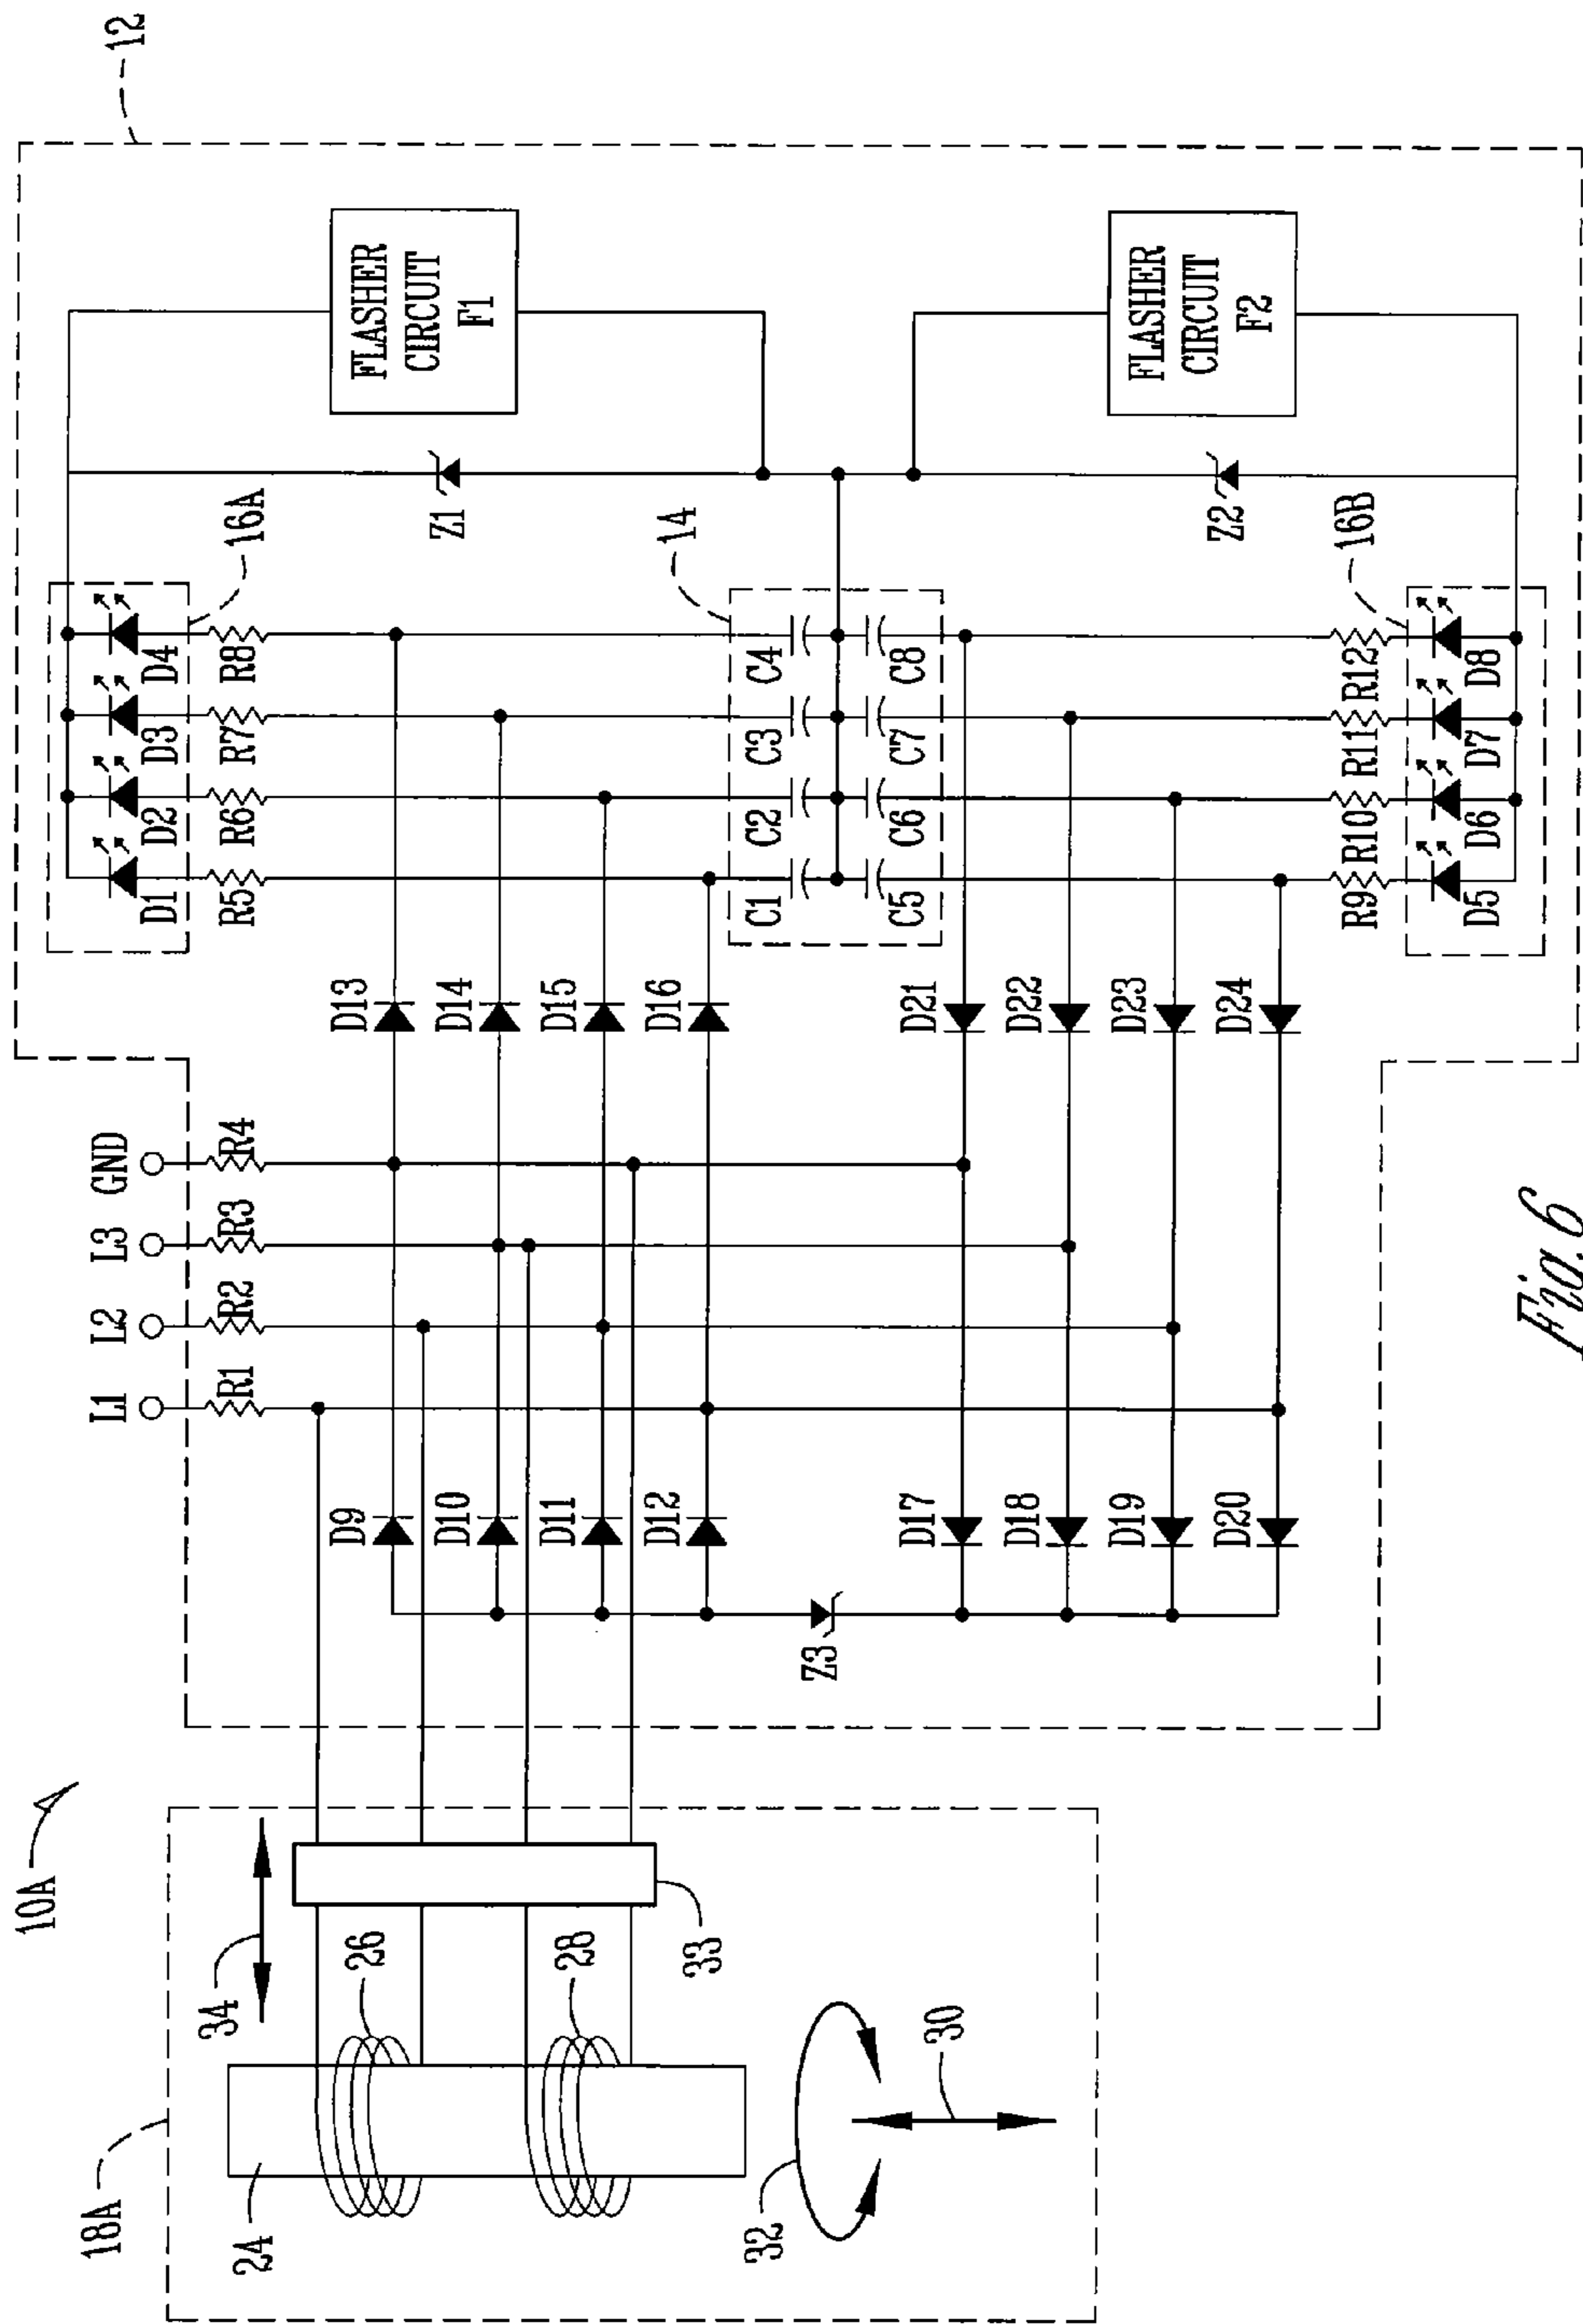 10A
12
L1
L2
L3
GND
R1
R2
R3
R4
D1
D2
D3
D4
16A
R5
R6
R7
R8
FLASHER
CIRCUIT
F1
Z1
D9
D10
D11
D12
D13
D14
D15
D16
14
C1
C2
C3
C4
C5
C6
C7
C8
Z3
D17
D18
D19
D20
D21
D22
D23
D24
Z2
FLASHER
CIRCUIT
F2
R9
R10
R11
R12
16B
D5
D6
D7
D8
18A
24
34
26
28
33
32
30
Fig. 6